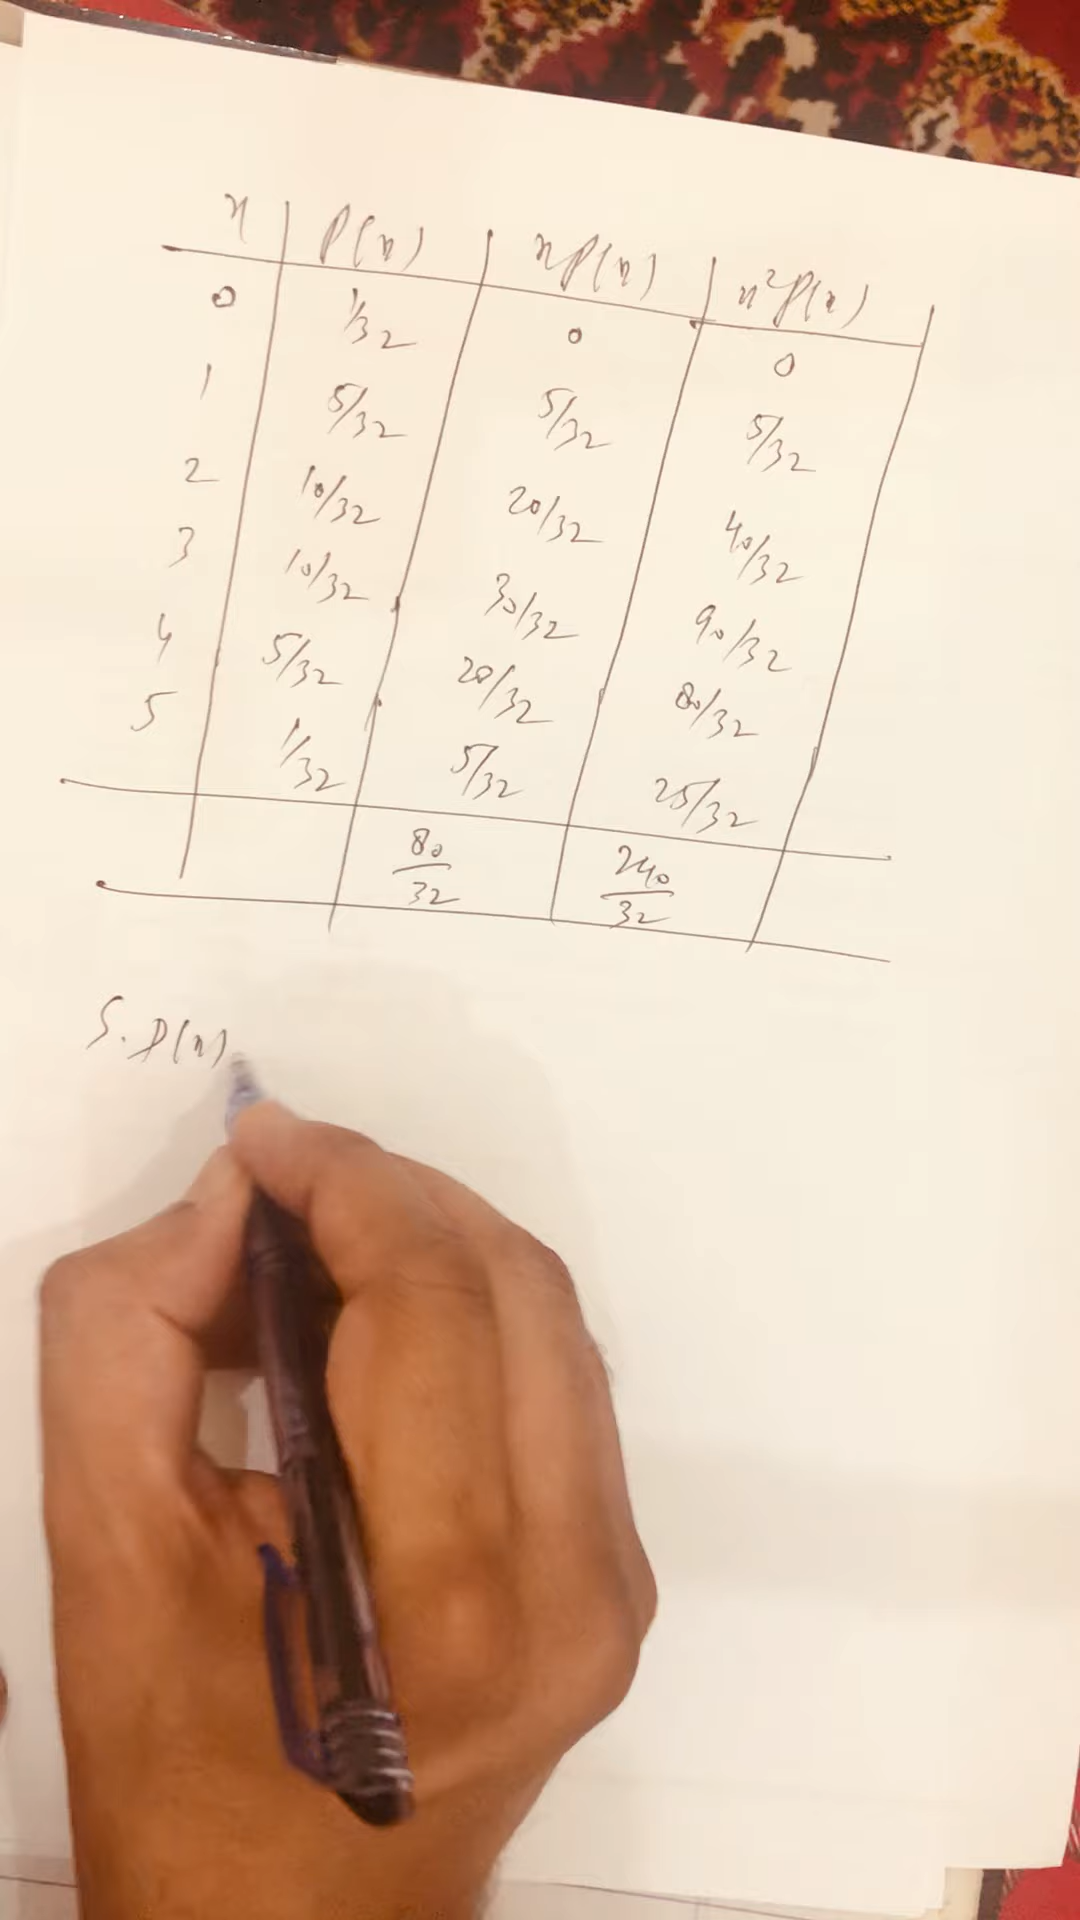 x P(x) xP(x) x²P(x)
0 1/32 0 0
1 5/32 5/32 5/32
2 10/32 20/32 40/32
3 10/32 30/32 90/32
4 5/32 20/32 80/32
5 1/32 5/32 25/32
80/32 240/32
S.D(x)